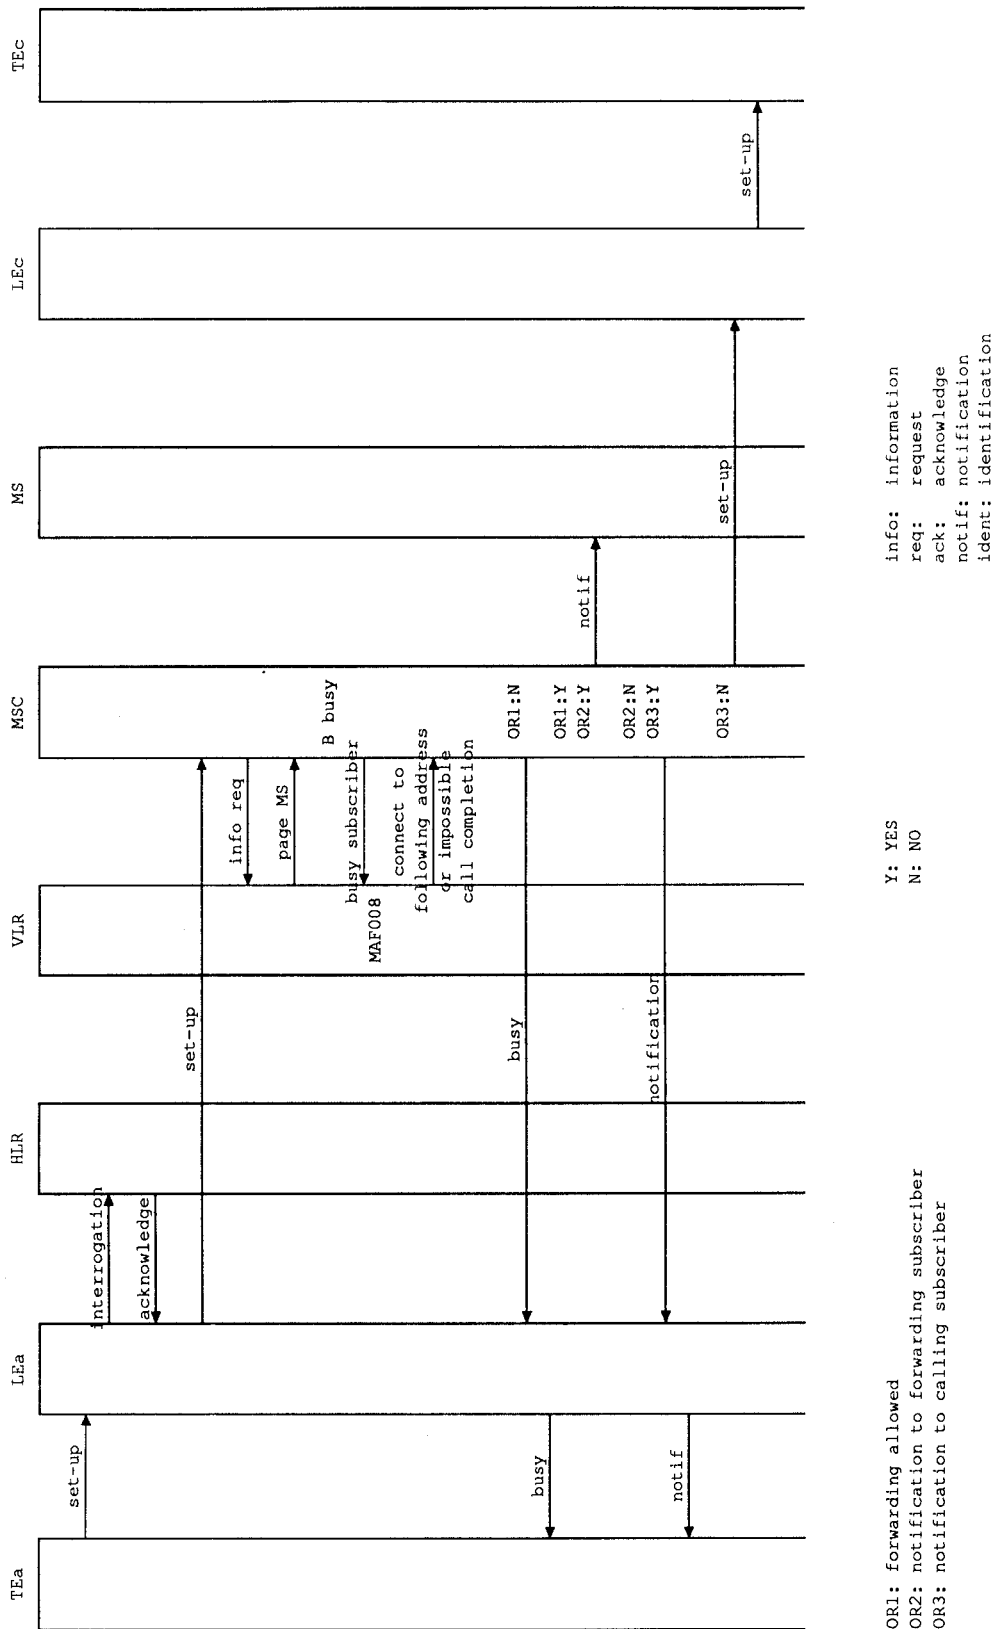 TEa
LEa
HLR
VLR
MSC
MS
LEc
TEc
set-up
interrogation
acknowledge
set-up
info req
page MS
B busy
busy subscriber
MAF008
connect to
following address
or impossible
call completion
OR1:N
busy
busy
OR1:Y
OR2:Y
notif
OR2:N
OR3:Y
notification
notif
OR3:N
set-up
set-up
OR1: forwarding allowed
OR2: notification to forwarding subscriber
OR3: notification to calling subscriber
Y: YES
N: NO
info: information
req: request
ack: acknowledge
notif: notification
ident: identification